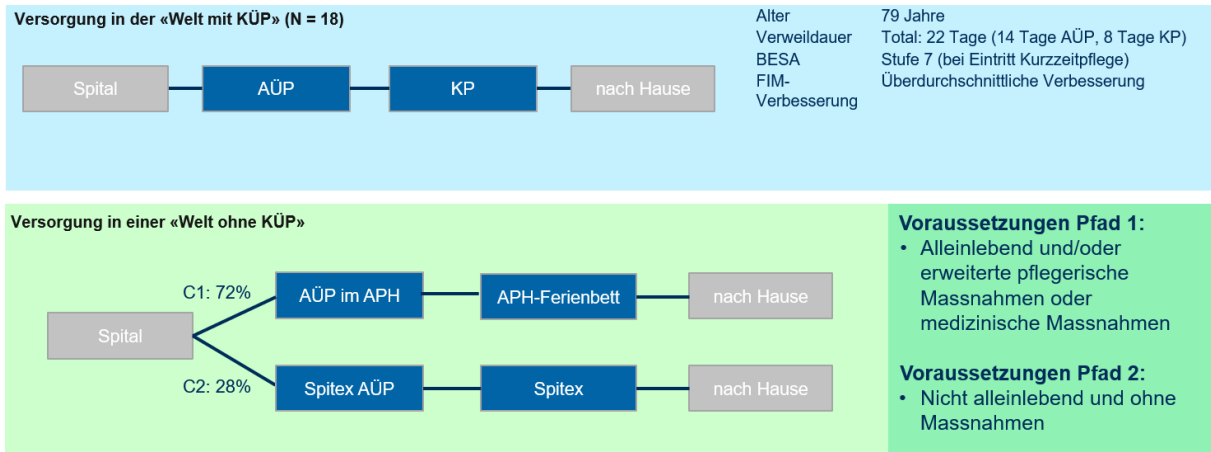 Versorgung in der «Welt mit KÜP» (N = 18)
Spital
AÜP
KP
nach Hause
Alter 79 Jahre
Verweildauer Total: 22 Tage (14 Tage AÜP, 8 Tage KP)
BESA Stufe 7 (bei Eintritt Kurzzeitpflege)
FIM- Überdurchschnittliche Verbesserung
Verbesserung
Versorgung in einer «Welt ohne KÜP»
Spital
C1: 72%
AÜP im APH
APH-Ferienbett
nach Hause
C2: 28%
Spitex AÜP
Spitex
nach Hause
Voraussetzungen Pfad 1:
• Alleinlebend und/oder
erweiterte pflegerische
Massnahmen oder
medizinische Massnahmen
Voraussetzungen Pfad 2:
• Nicht alleinlebend und ohne
Massnahmen